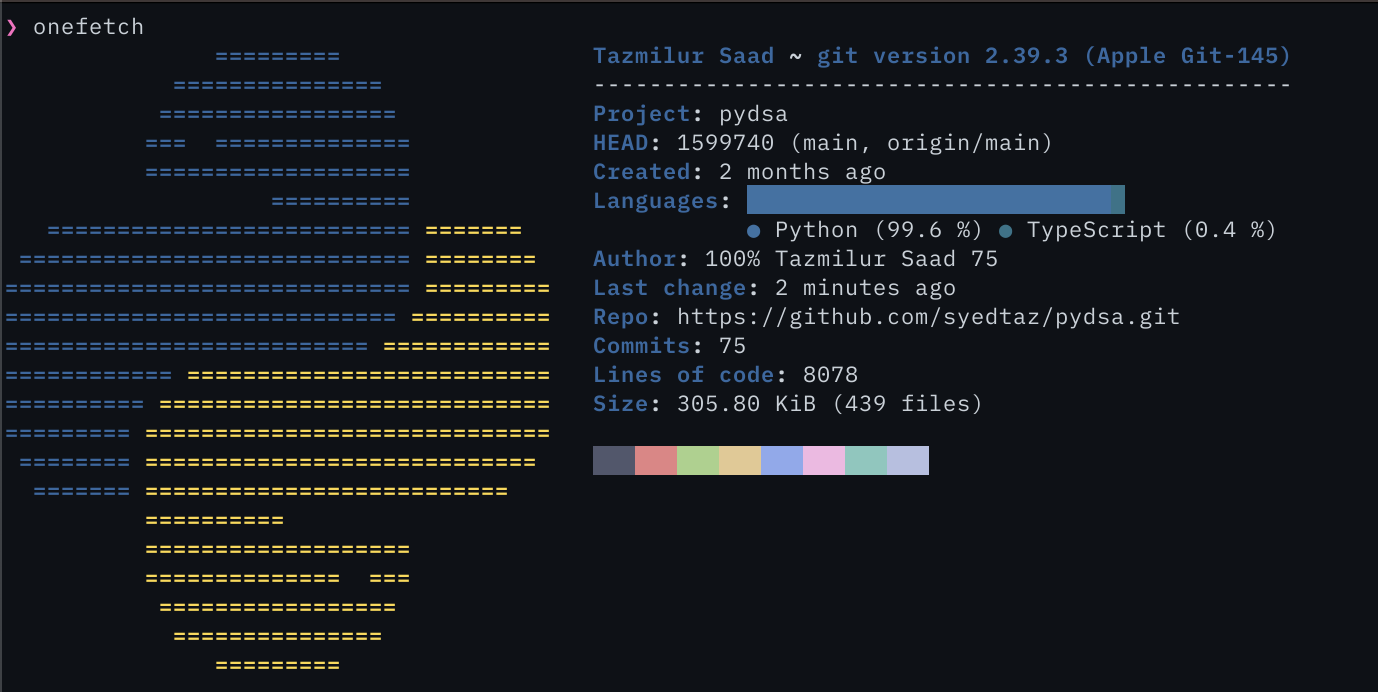 ❯ onefetch
Tazmilur Saad ~ git version 2.39.3 (Apple Git-145)
--------------------------------------------------
Project: pydsa
HEAD: 1599740 (main, origin/main)
Created: 2 months ago
Languages:
● Python (99.6 %) ● TypeScript (0.4 %)
Author: 100% Tazmilur Saad 75
Last change: 2 minutes ago
Repo: https://github.com/syedtaz/pydsa.git
Commits: 75
Lines of code: 8078
Size: 305.80 KiB (439 files)